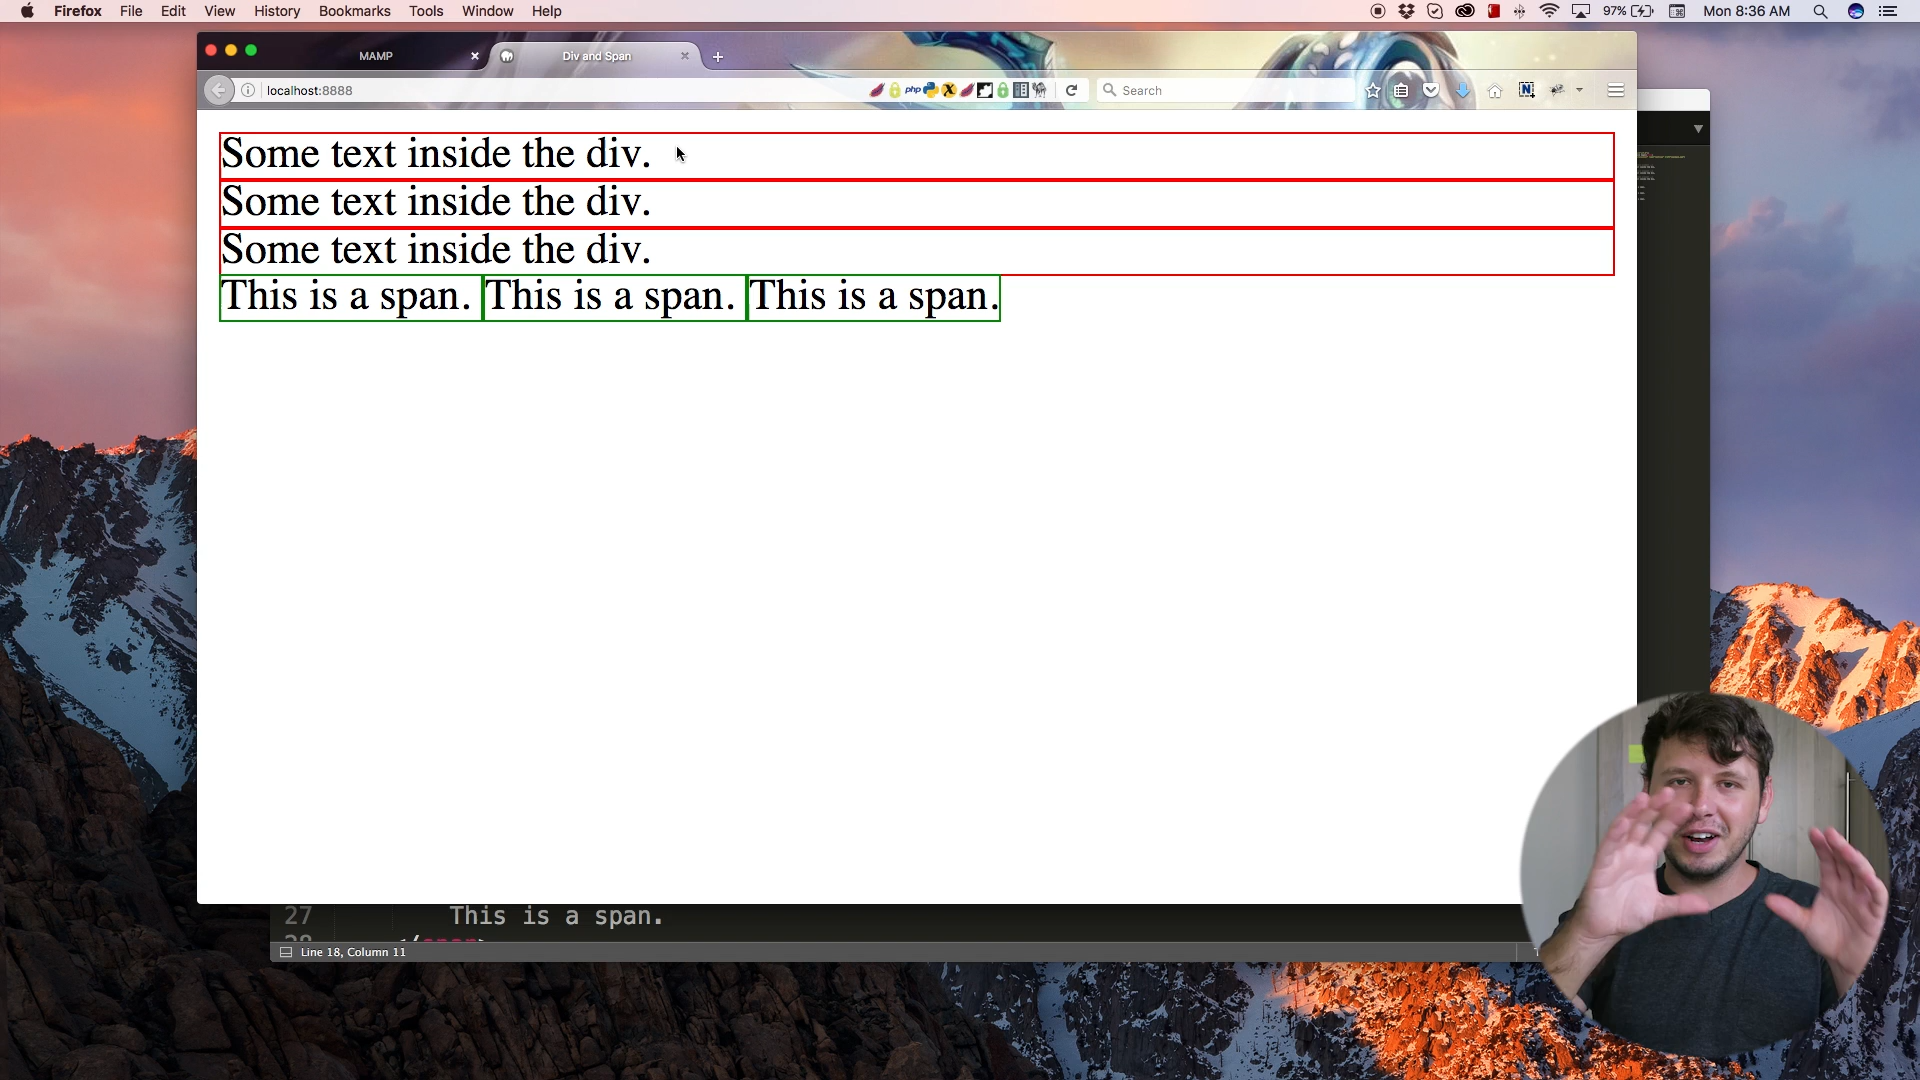 Firefox File Edit View History Bookmarks Tools Window Help 97% Mon 8:36 AM
MAMP Div and Span
localhost:8888 php Search
Some text inside the div.
Some text inside the div.
Some text inside the div.
This is a span. This is a span. This is a span.
27 This is a span.
Line 18, Column 11